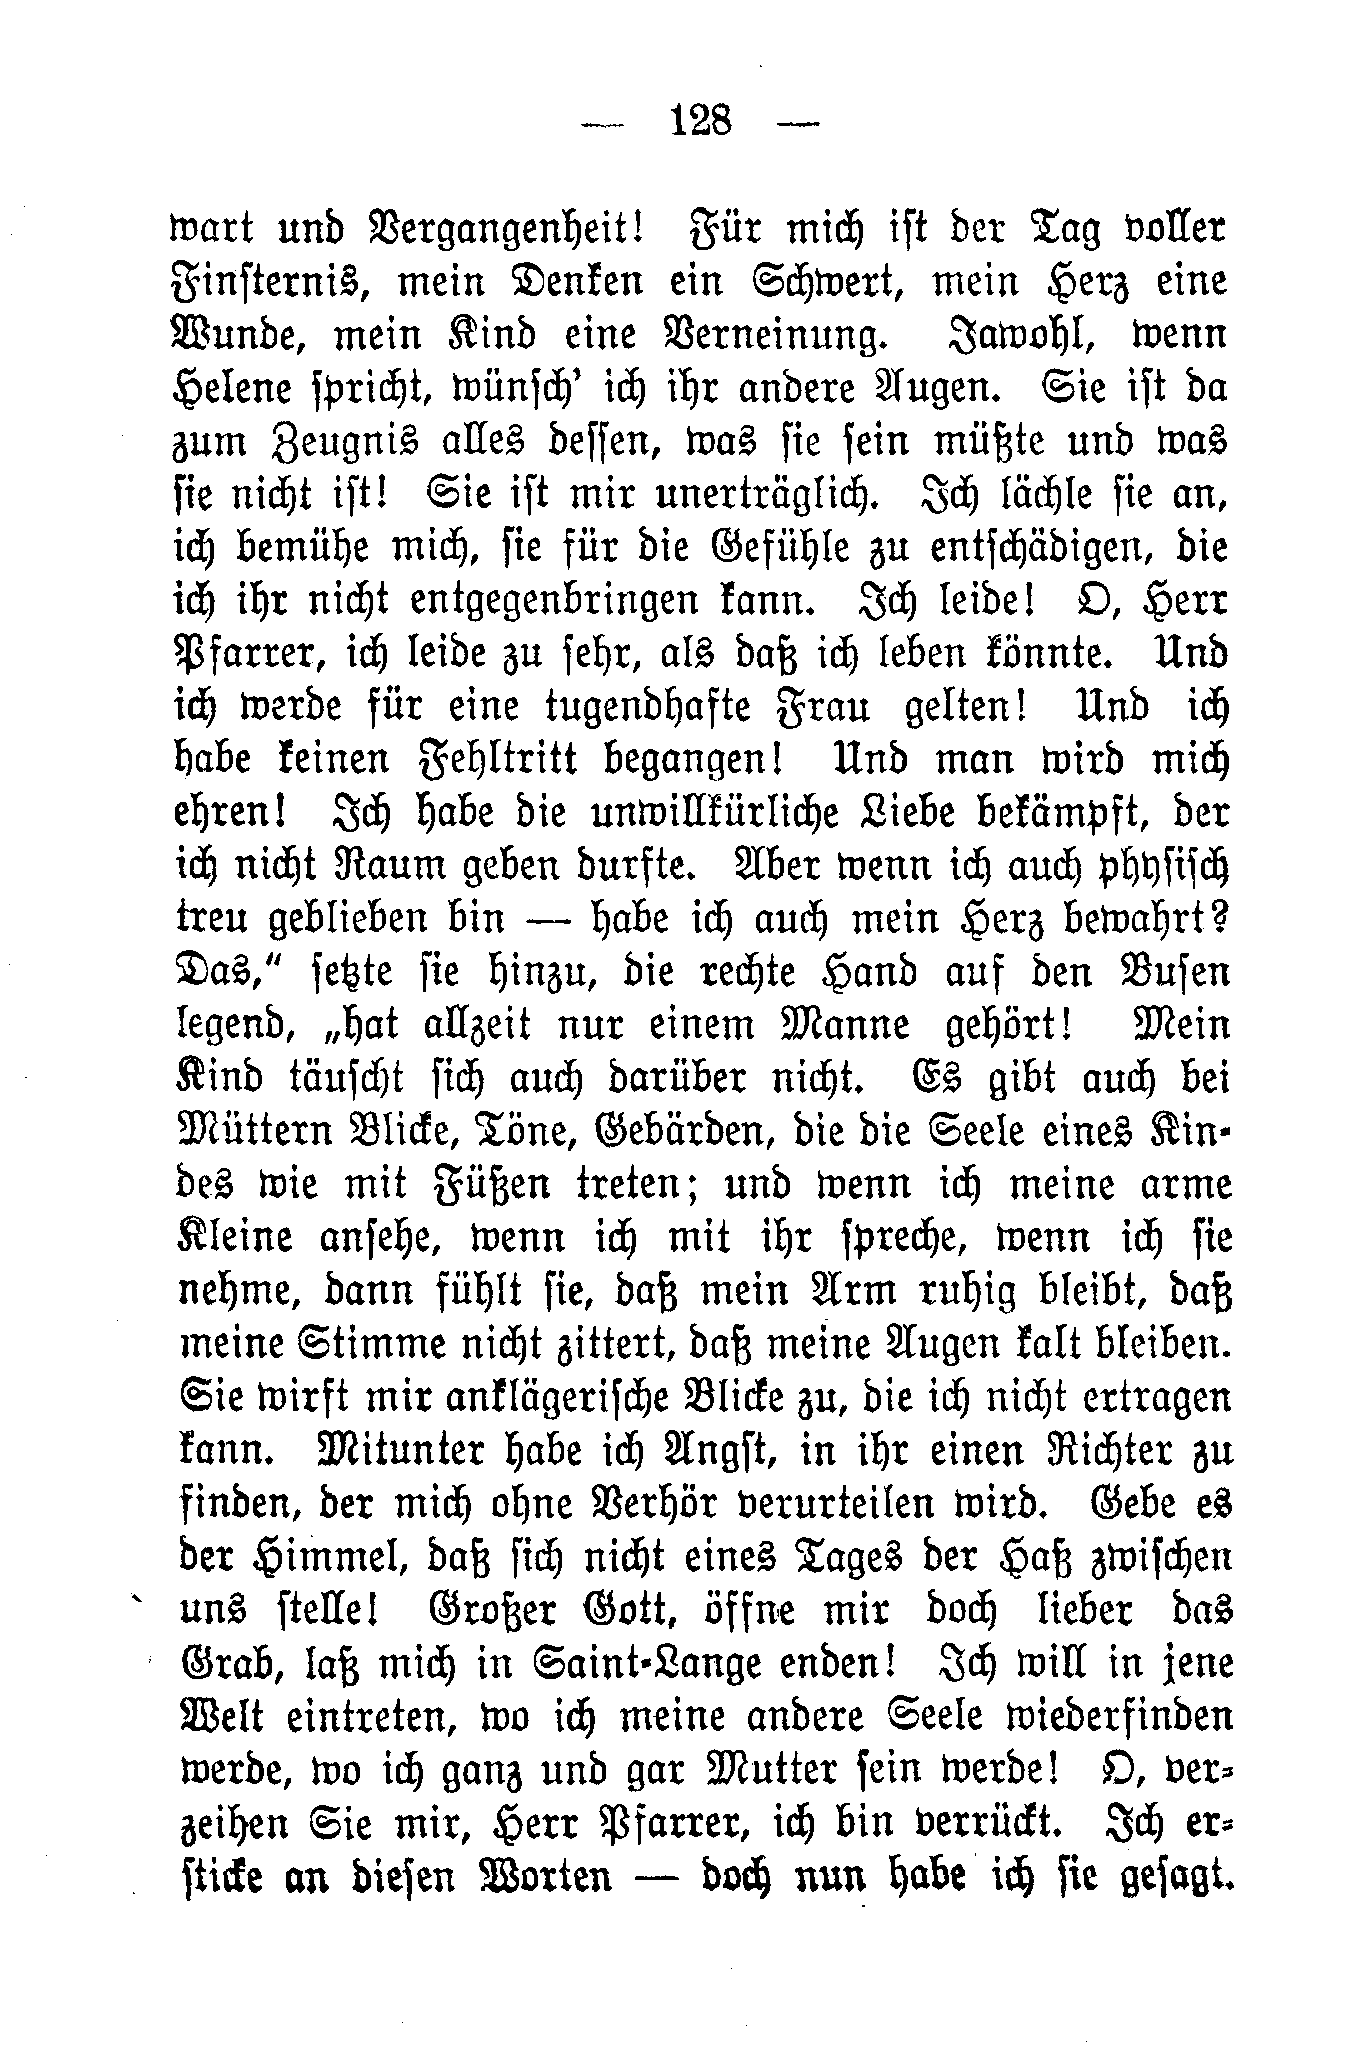 — 128 —
wart und Vergangenheit! Für mich ist der Tag voller
Finsternis, mein Denken ein Schwert, mein Herz eine
Wunde, mein Kind eine Verneinung. Jawohl, wenn
Helene spricht, wünsch’ ich ihr andere Augen. Sie ist da
zum Zeugnis alles dessen, was sie sein müßte und was
sie nicht ist! Sie ist mir unerträglich. Ich lächle sie an,
ich bemühe mich, sie für die Gefühle zu entschädigen, die
ich ihr nicht entgegenbringen kann. Ich leide! O, Herr
Pfarrer, ich leide zu sehr, als daß ich leben könnte. Und
ich werde für eine tugendhafte Frau gelten! Und ich
habe keinen Fehltritt begangen! Und man wird mich
ehren! Ich habe die unwillkürliche Liebe bekämpft, der
ich nicht Raum geben durfte. Aber wenn ich auch physisch
treu geblieben bin — habe ich auch mein Herz bewahrt?
Das,“ setzte sie hinzu, die rechte Hand auf den Busen
legend, „hat allzeit nur einem Manne gehört! Mein
Kind täuscht sich auch darüber nicht. Es gibt auch bei
Müttern Blicke, Töne, Gebärden, die die Seele eines Kin-
des wie mit Füßen treten; und wenn ich meine arme
Kleine ansehe, wenn ich mit ihr spreche, wenn ich sie
nehme, dann fühlt sie, daß mein Arm ruhig bleibt, daß
meine Stimme nicht zittert, daß meine Augen kalt bleiben.
Sie wirft mir anklägerische Blicke zu, die ich nicht ertragen
kann. Mitunter habe ich Angst, in ihr einen Richter zu
finden, der mich ohne Verhör verurteilen wird. Gebe es
der Himmel, daß sich nicht eines Tages der Haß zwischen
uns stelle! Großer Gott, öffne mir doch lieber das
Grab, laß mich in Saint-Lange enden! Ich will in jene
Welt eintreten, wo ich meine andere Seele wiederfinden
werde, wo ich ganz und gar Mutter sein werde! O, ver-
zeihen Sie mir, Herr Pfarrer, ich bin verrückt. Ich er-
sticke an diesen Worten — doch nun habe ich sie gesagt.